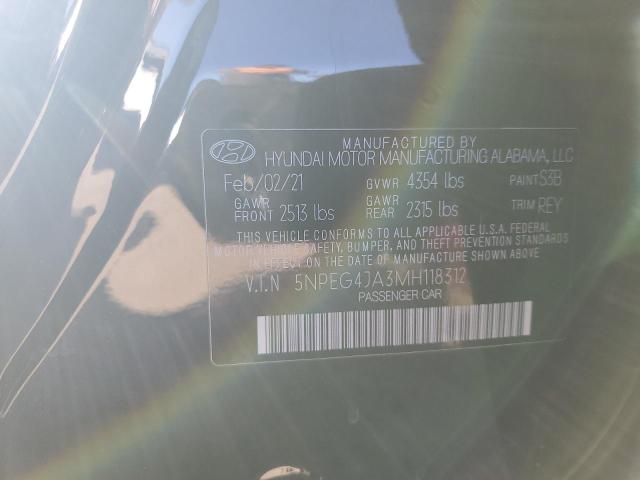 MANUFACTURED BY
HYUNDAI MOTOR MANUFACTURING ALABAMA, LLC
Feb/02/21 GVWR 4354 lbs PAINT S3B
GAWR FRONT 2513 lbs GAWR REAR 2315 lbs TRIM REY
THIS VEHICLE CONFORMS TO ALL APPLICABLE U.S.A. FEDERAL
MOTOR VEHICLE SAFETY, BUMPER, AND THEFT PREVENTION STANDARDS
IN EFFECT ON THE DATE OF MANUFACTURE SHOWN ABOVE
V.I.N 5NPEG4JA3MH118312
PASSENGER CAR